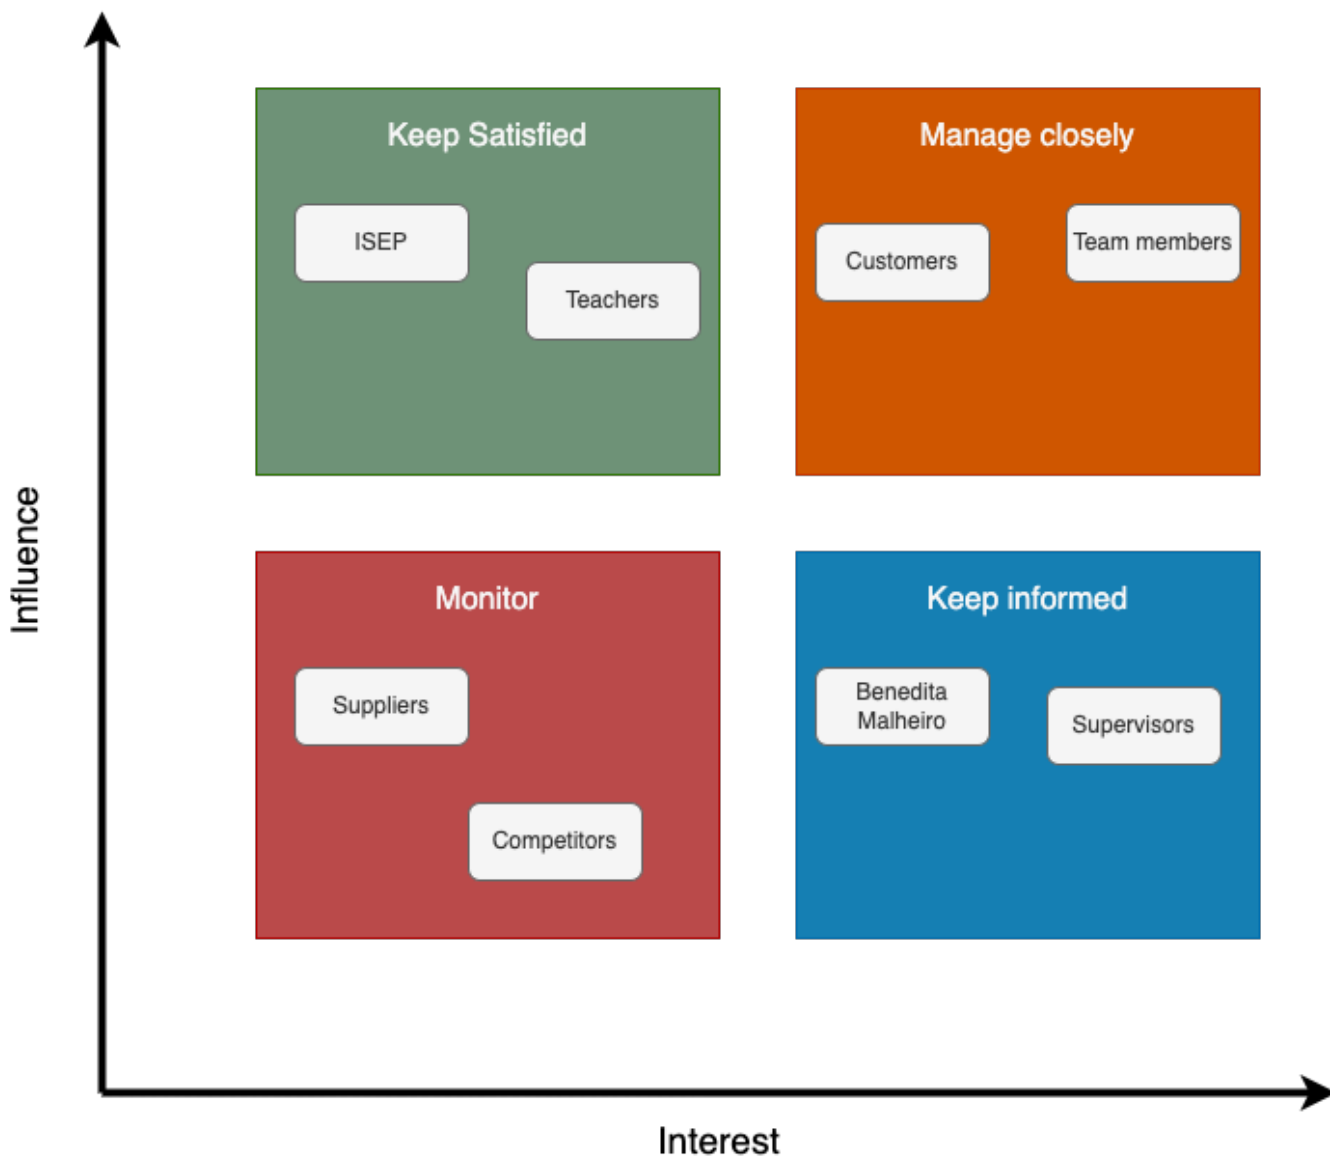 Keep Satisfied
ISEP
Teachers
Manage closely
Customers
Team members
Monitor
Suppliers
Competitors
Keep informed
Benedita
Malheiro
Supervisors
Influence
Interest